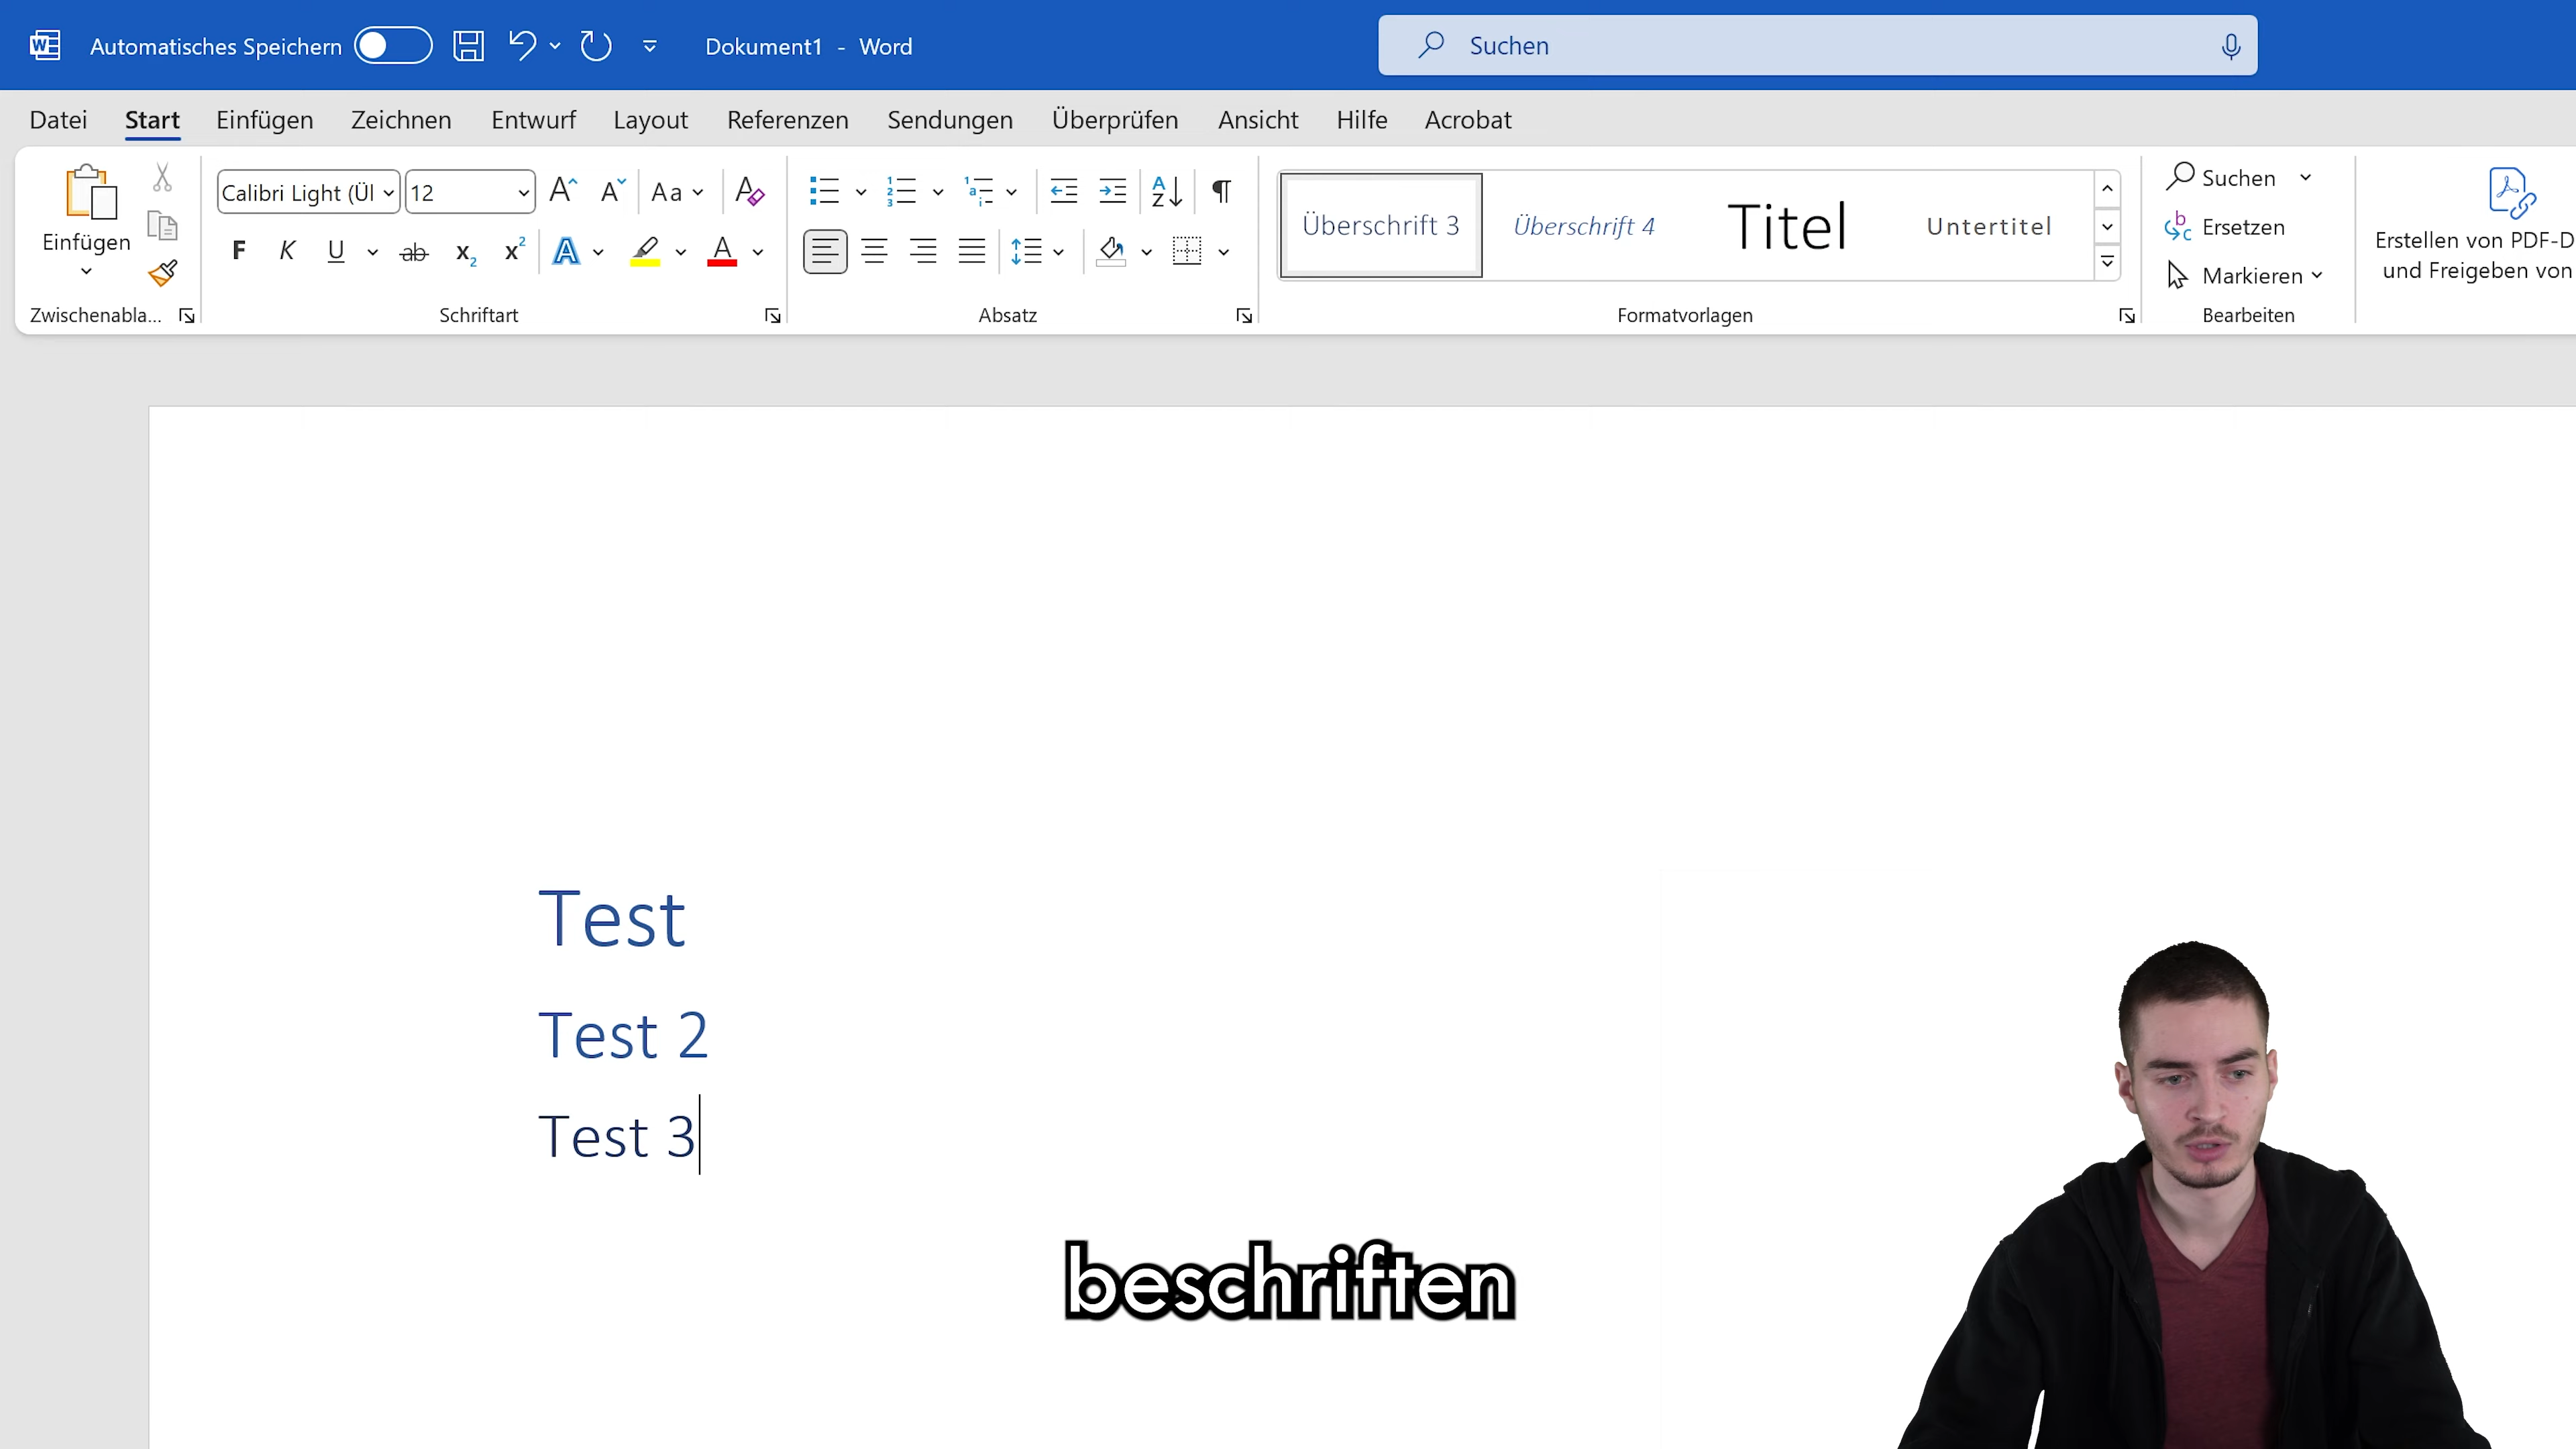 Automatisches Speichern
Dokument1 - Word
Suchen
Datei Start Einfügen Zeichnen Entwurf Layout Referenzen Sendungen Überprüfen Ansicht Hilfe Acrobat
Einfügen
Zwischenabla...
Calibri Light (Ül 12
Aa
F K U ab x₂ x² A A
Schriftart
Absatz
Überschrift 3 Überschrift 4 Titel Untertitel
Formatvorlagen
Suchen
Ersetzen
Markieren
Bearbeiten
Erstellen von PDF-D
und Freigeben von
Test
Test 2
Test 3
beschriften